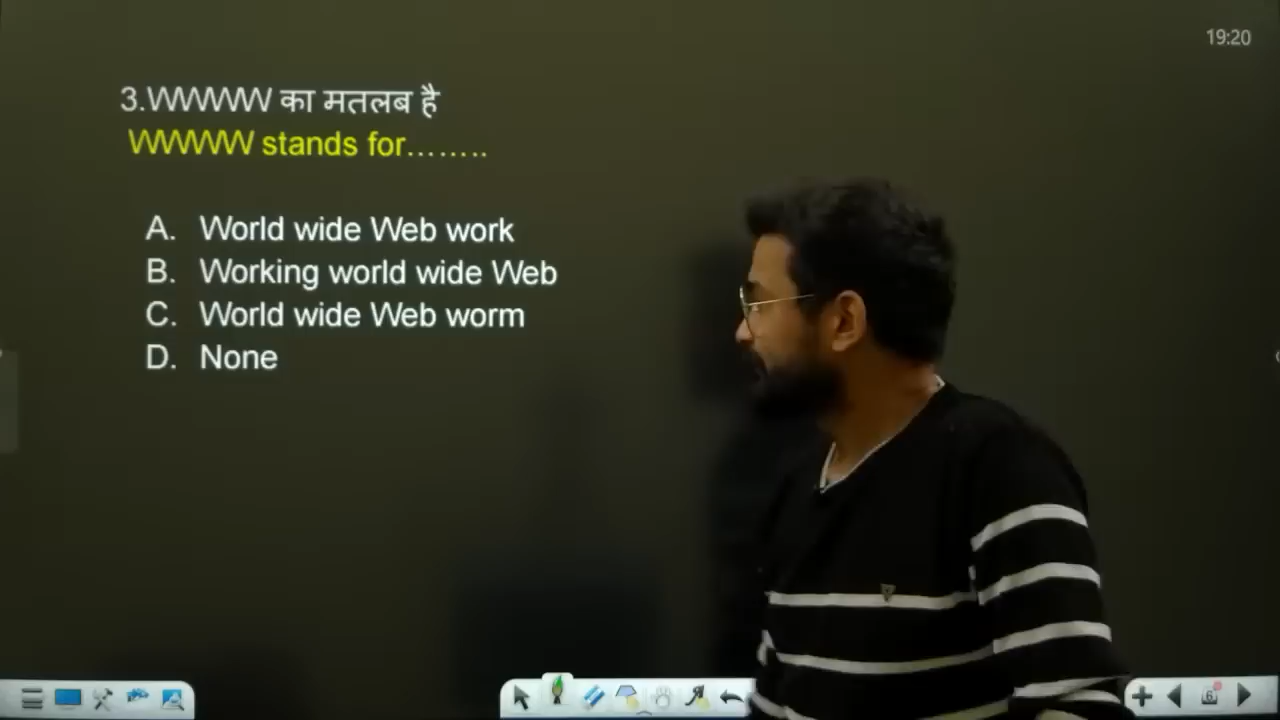 19:20
3.WWWW का मतलब है
WWWW stands for........
A. World wide Web work
B. Working world wide Web
C. World wide Web worm
D. None
6